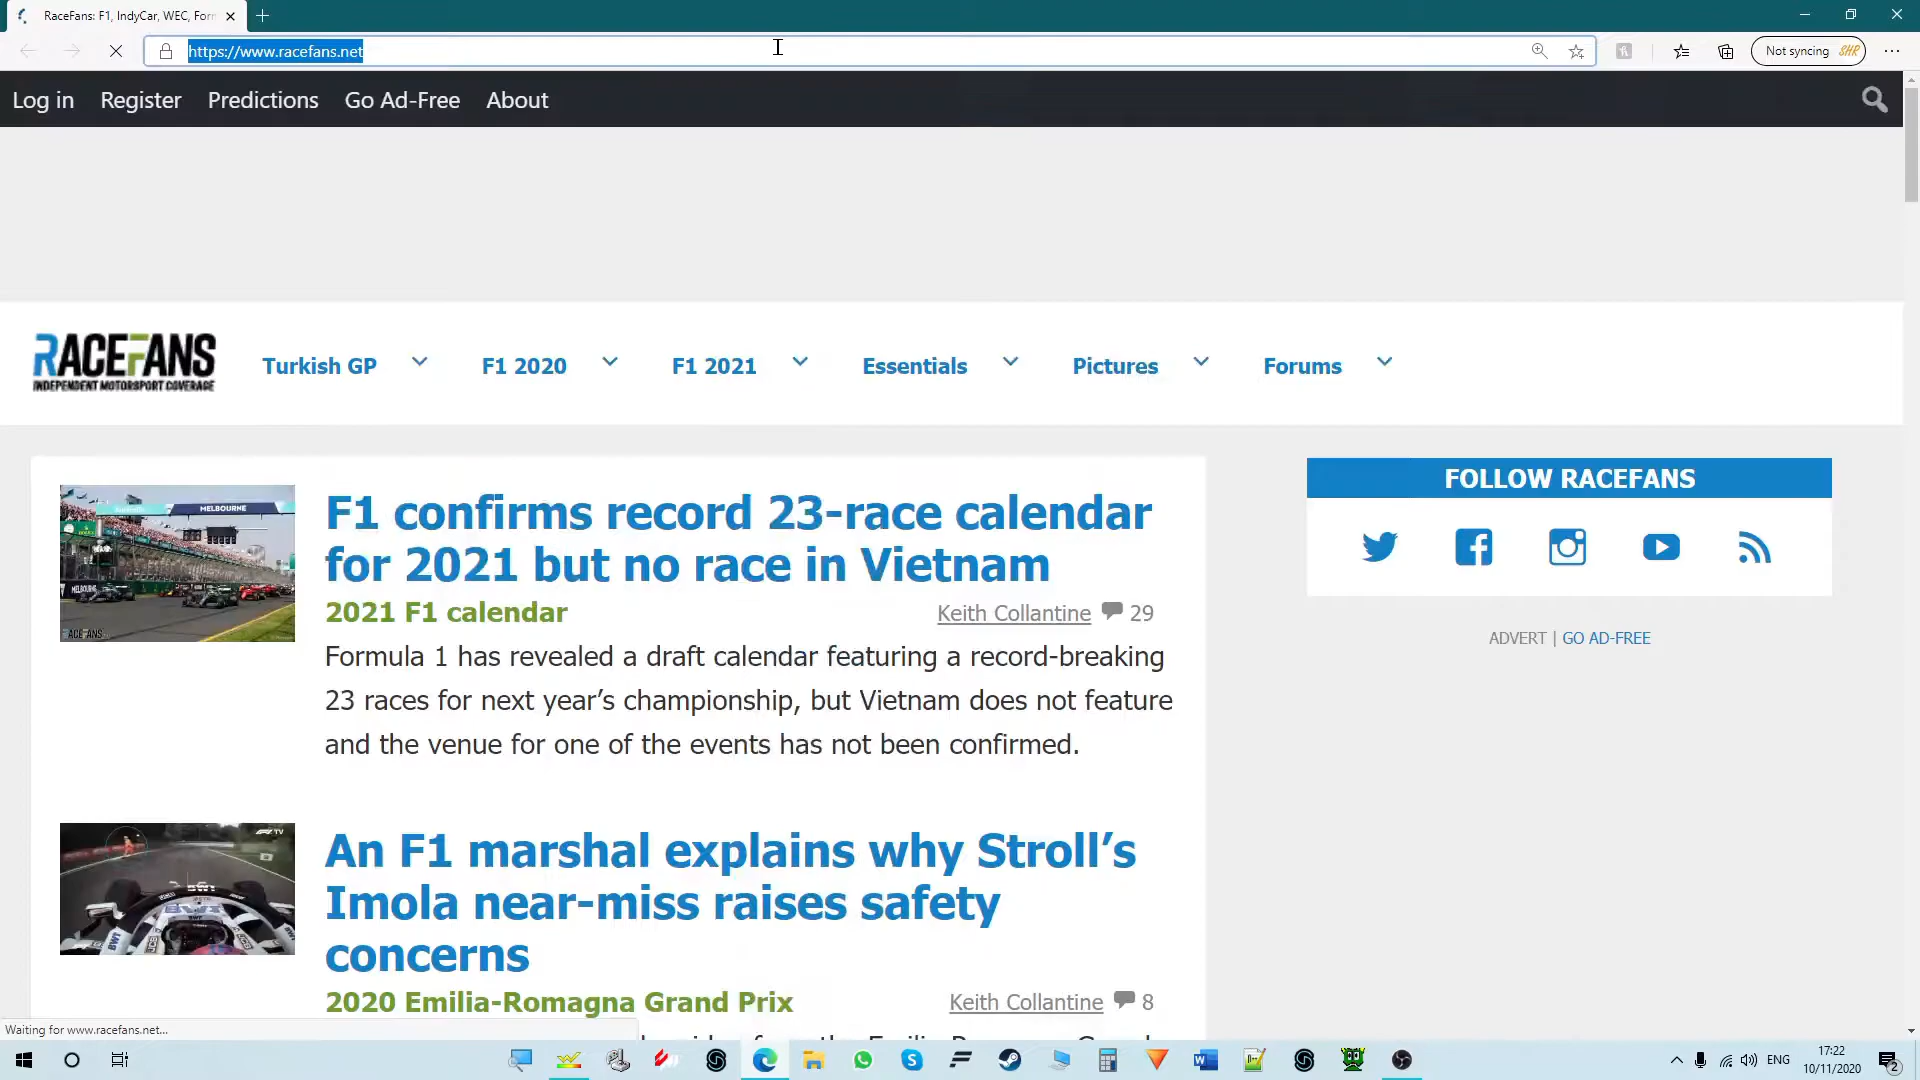 RaceFans: F1, IndyCar, WEC, Form
https://www.racefans.net
Not syncing
Log in Register Predictions Go Ad-Free About
RACEFANS
INDEPENDENT MOTORSPORT COVERAGE
Turkish GP F1 2020 F1 2021 Essentials Pictures Forums
MELBOURNE
F1 confirms record 23-race calendar
for 2021 but no race in Vietnam
2021 F1 calendar Keith Collantine 29
Formula 1 has revealed a draft calendar featuring a record-breaking
23 races for next year’s championship, but Vietnam does not feature
and the venue for one of the events has not been confirmed.
FOLLOW RACEFANS
ADVERT | GO AD-FREE
An F1 marshal explains why Stroll’s
Imola near-miss raises safety
concerns
2020 Emilia-Romagna Grand Prix Keith Collantine 8
Waiting for www.racefans.net...
ENG
17:22
10/11/2020
2